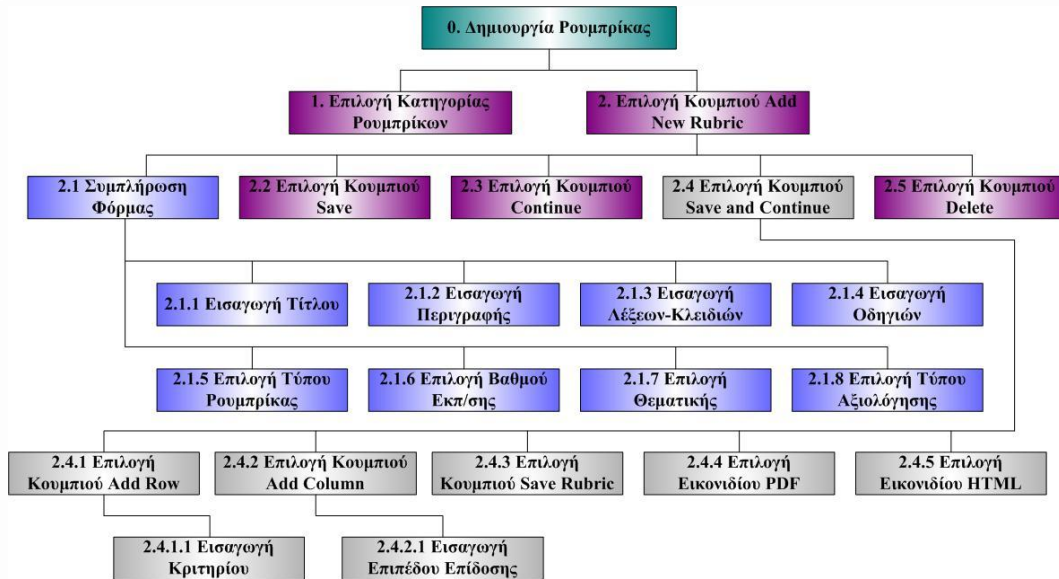 0. Δημιουργία Ρουμπρίκας
1. Επιλογή Κατηγορίας
Ρουμπρίκων
2. Επιλογή Κουμπιού Add
New Rubric
2.1 Συμπλήρωση
Φόρμας
2.2 Επιλογή Κουμπιού
Save
2.3 Επιλογή Κουμπιού
Continue
2.4 Επιλογή Κουμπιού
Save and Continue
2.5 Επιλογή Κουμπιού
Delete
2.1.1 Εισαγωγή Τίτλου
2.1.2 Εισαγωγή
Περιγραφής
2.1.3 Εισαγωγή
Λέξεων-Κλειδιών
2.1.4 Εισαγωγή
Οδηγιών
2.1.5 Επιλογή Τύπου
Ρουμπρίκας
2.1.6 Επιλογή Βαθμού
Εκπ/σης
2.1.7 Επιλογή
Θεματικής
2.1.8 Επιλογή Τύπου
Αξιολόγησης
2.4.1 Επιλογή
Κουμπιού Add Row
2.4.2 Επιλογή Κουμπιού
Add Column
2.4.3 Επιλογή
Κουμπιού Save Rubric
2.4.4 Επιλογή
Εικονιδίου PDF
2.4.5 Επιλογή
Εικονιδίου HTML
2.4.1.1 Εισαγωγή
Κριτηρίου
2.4.2.1 Εισαγωγή
Επιπέδου Επίδοσης